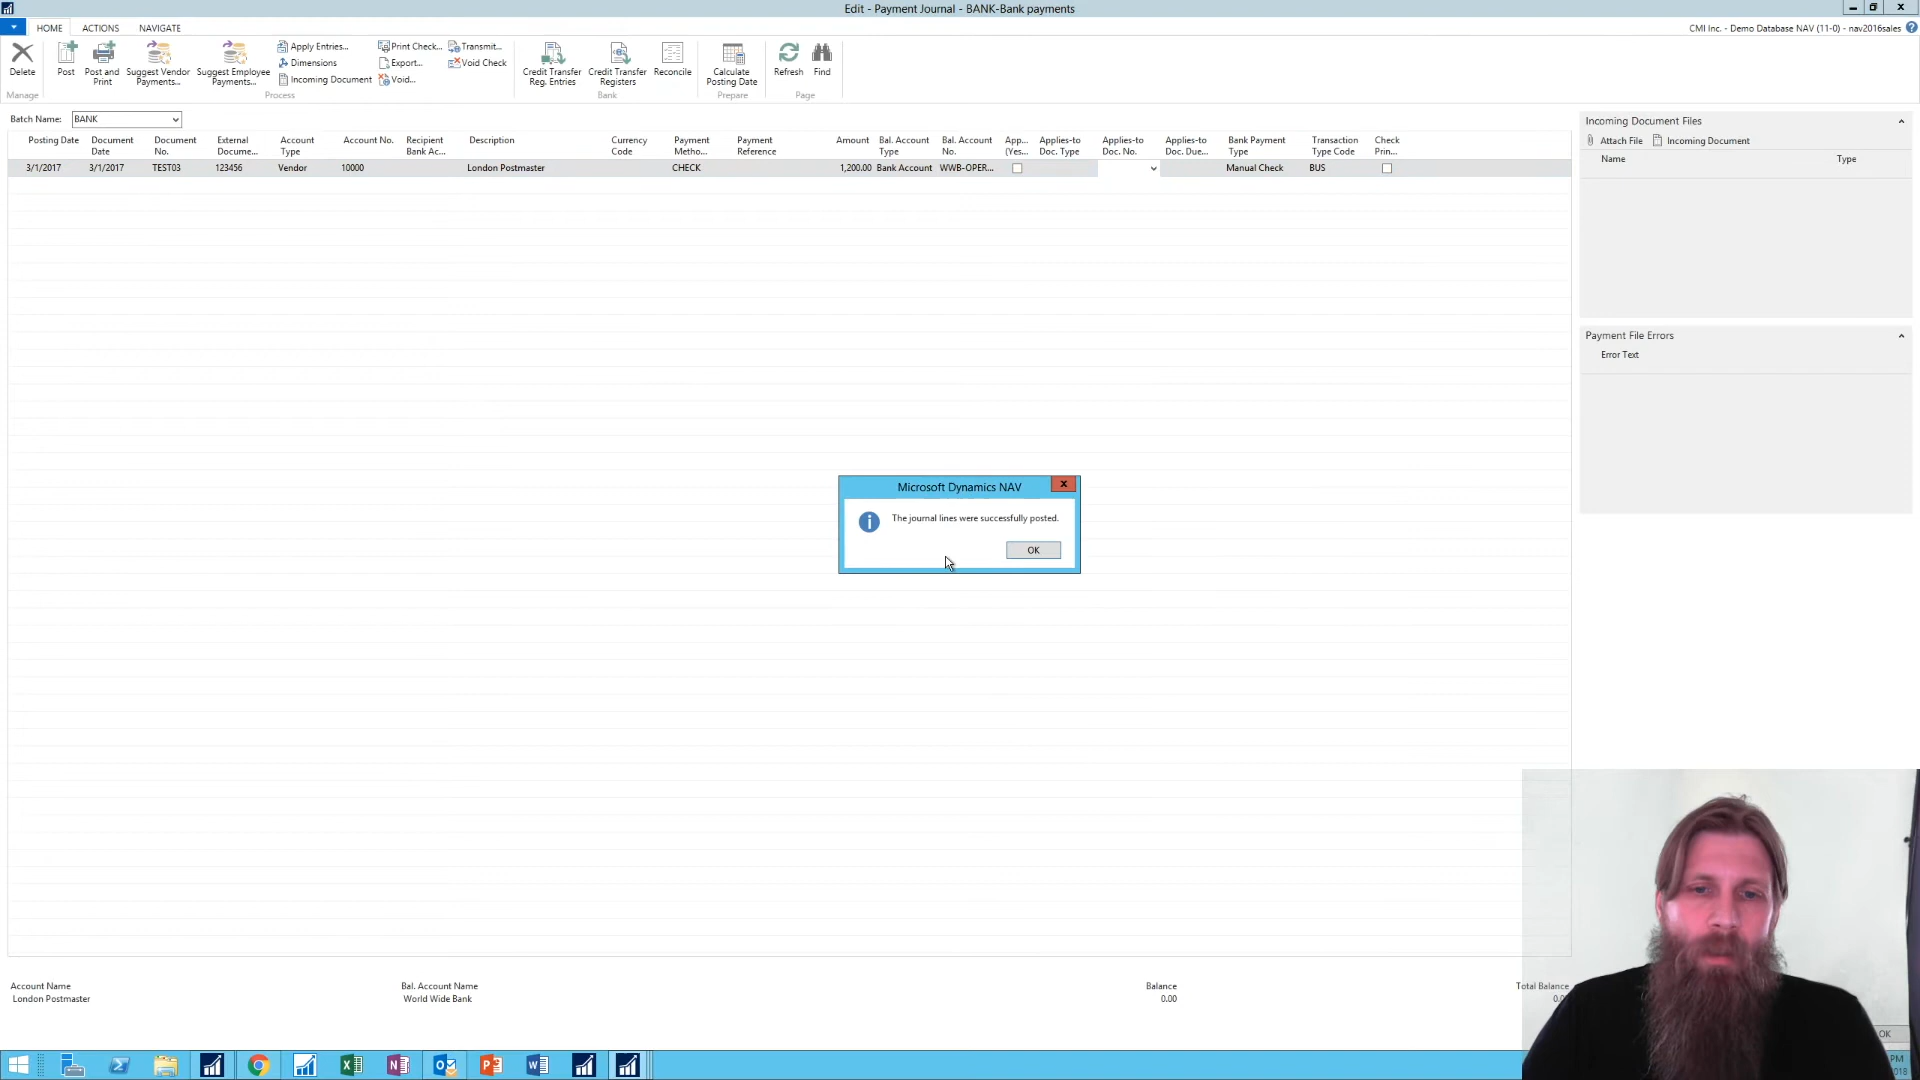 Edit - Payment Journal - BANK-Bank payments
HOME ACTIONS NAVIGATE
CMI Inc. - Demo Database NAV (11-0) - nav2016sales
Delete
Post
Post and Print
Suggest Vendor Payments...
Suggest Employee Payments...
Apply Entries...
Dimensions
Incoming Document
Print Check...
Export...
Void...
Transmit...
Void Check
Credit Transfer Reg. Entries
Credit Transfer Registers
Reconcile
Calculate Posting Date
Refresh
Find
Manage Process Bank Prepare Page
Batch Name: BANK
Posting Date Document Date Document No. External Docume... Account Type Account No. Recipient Bank Ac... Description Currency Code Payment Metho... Payment Reference Amount Bal. Account Type Bal. Account No. App... (Yes... Applies-to Doc. Type Applies-to Doc. No. Applies-to Doc. Due... Bank Payment Type Transaction Type Code Check Prin...
3/1/2017 3/1/2017 TEST03 123456 Vendor 10000 London Postmaster CHECK 1,200.00 Bank Account WWB-OPER... Manual Check BUS
Incoming Document Files
Attach File Incoming Document
Name Type
Payment File Errors
Error Text
Microsoft Dynamics NAV
The journal lines were successfully posted.
OK
Account Name Bal. Account Name Balance Total Balance
London Postmaster World Wide Bank 0.00
OK
PM